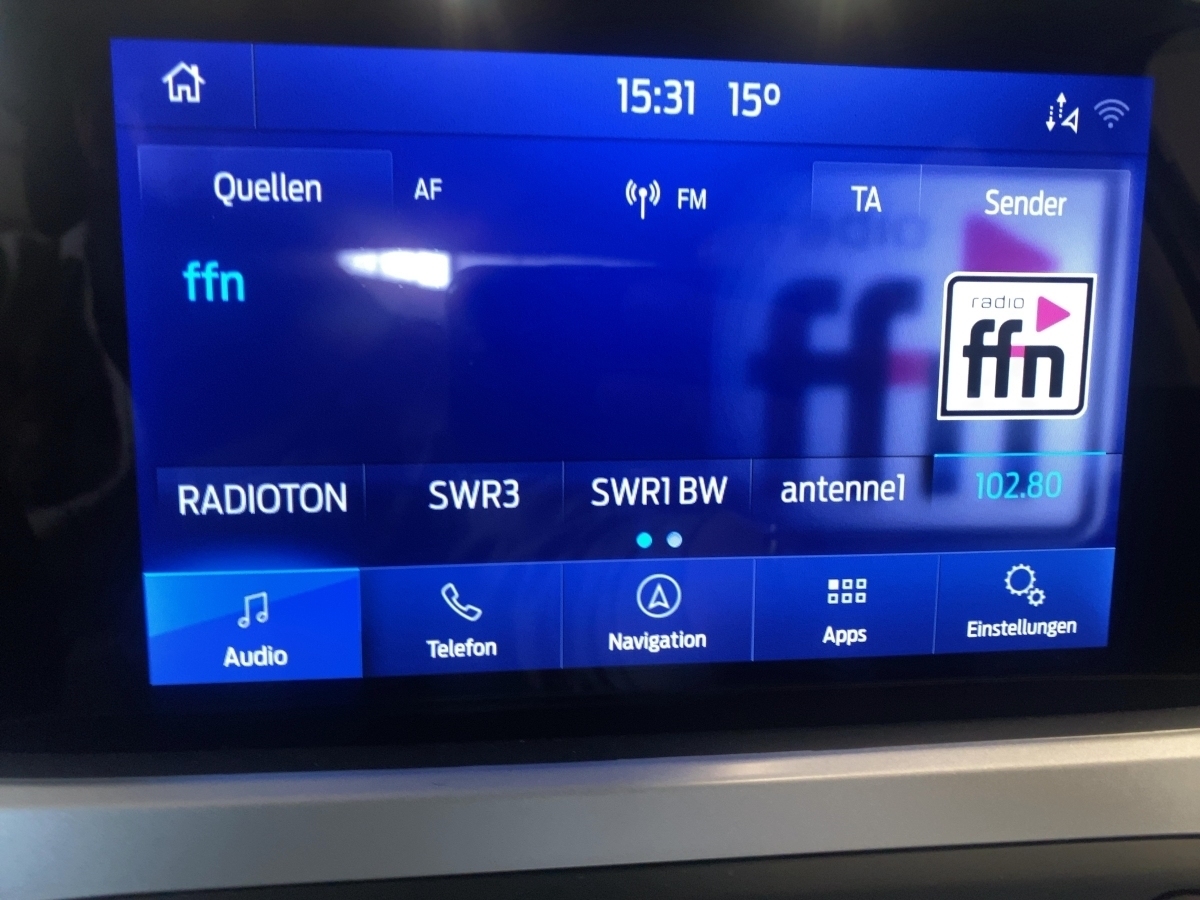 15:31 15°
Quellen AF FM TA Sender
ffn
radio
ffn
RADIOTON SWR3 SWR1 BW antenne1 102.80
Audio Telefon Navigation Apps Einstellungen